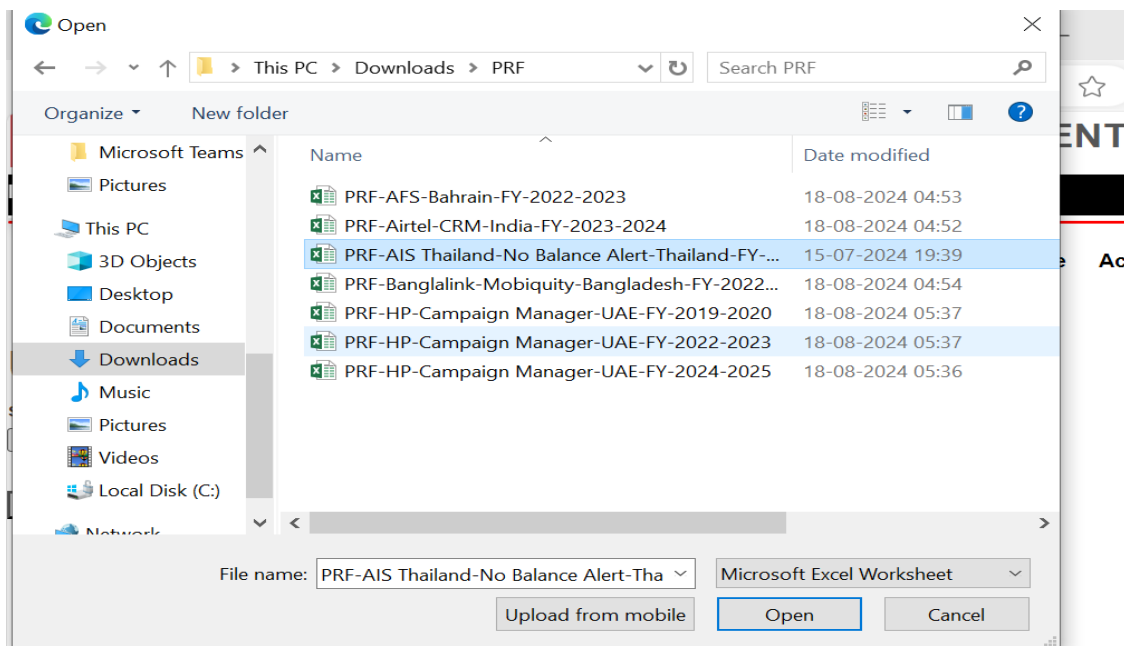 Open
This PC > Downloads > PRF
Search PRF
Organize
New folder
ENT
Microsoft Teams
Pictures
This PC
3D Objects
Desktop
Documents
Downloads
Music
Pictures
Videos
Local Disk (C:)
Network
Name Date modified
PRF-AFS-Bahrain-FY-2022-2023 18-08-2024 04:53
PRF-Airtel-CRM-India-FY-2023-2024 18-08-2024 04:52
PRF-AIS Thailand-No Balance Alert-Thailand-FY-... 15-07-2024 19:39
PRF-Banglalink-Mobiquity-Bangladesh-FY-2022... 18-08-2024 04:54
PRF-HP-Campaign Manager-UAE-FY-2019-2020 18-08-2024 05:37
PRF-HP-Campaign Manager-UAE-FY-2022-2023 18-08-2024 05:37
PRF-HP-Campaign Manager-UAE-FY-2024-2025 18-08-2024 05:36
e Ac
File name: PRF-AIS Thailand-No Balance Alert-Tha
Microsoft Excel Worksheet
Upload from mobile
Open
Cancel